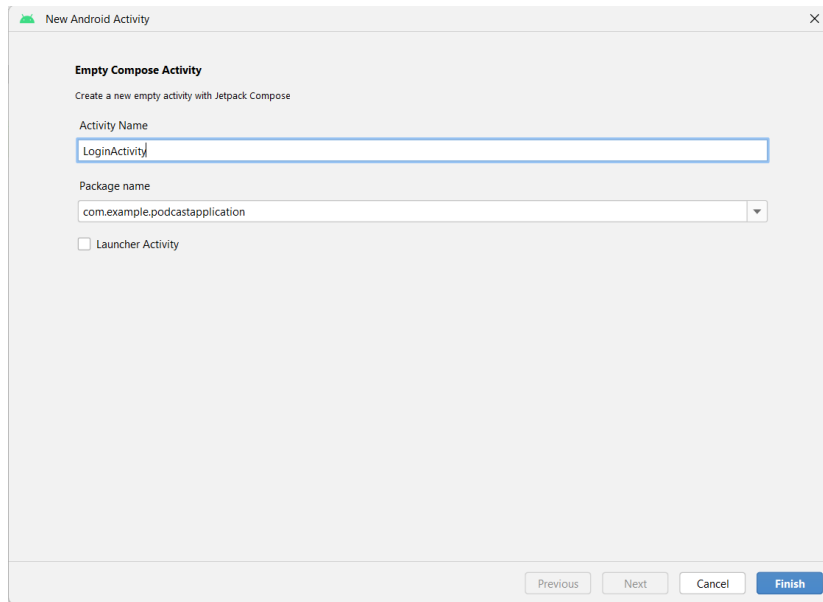 New Android Activity
Empty Compose Activity
Create a new empty activity with Jetpack Compose
Activity Name
LoginActivity
Package name
com.example.podcastapplication
Launcher Activity
Previous Next Cancel Finish